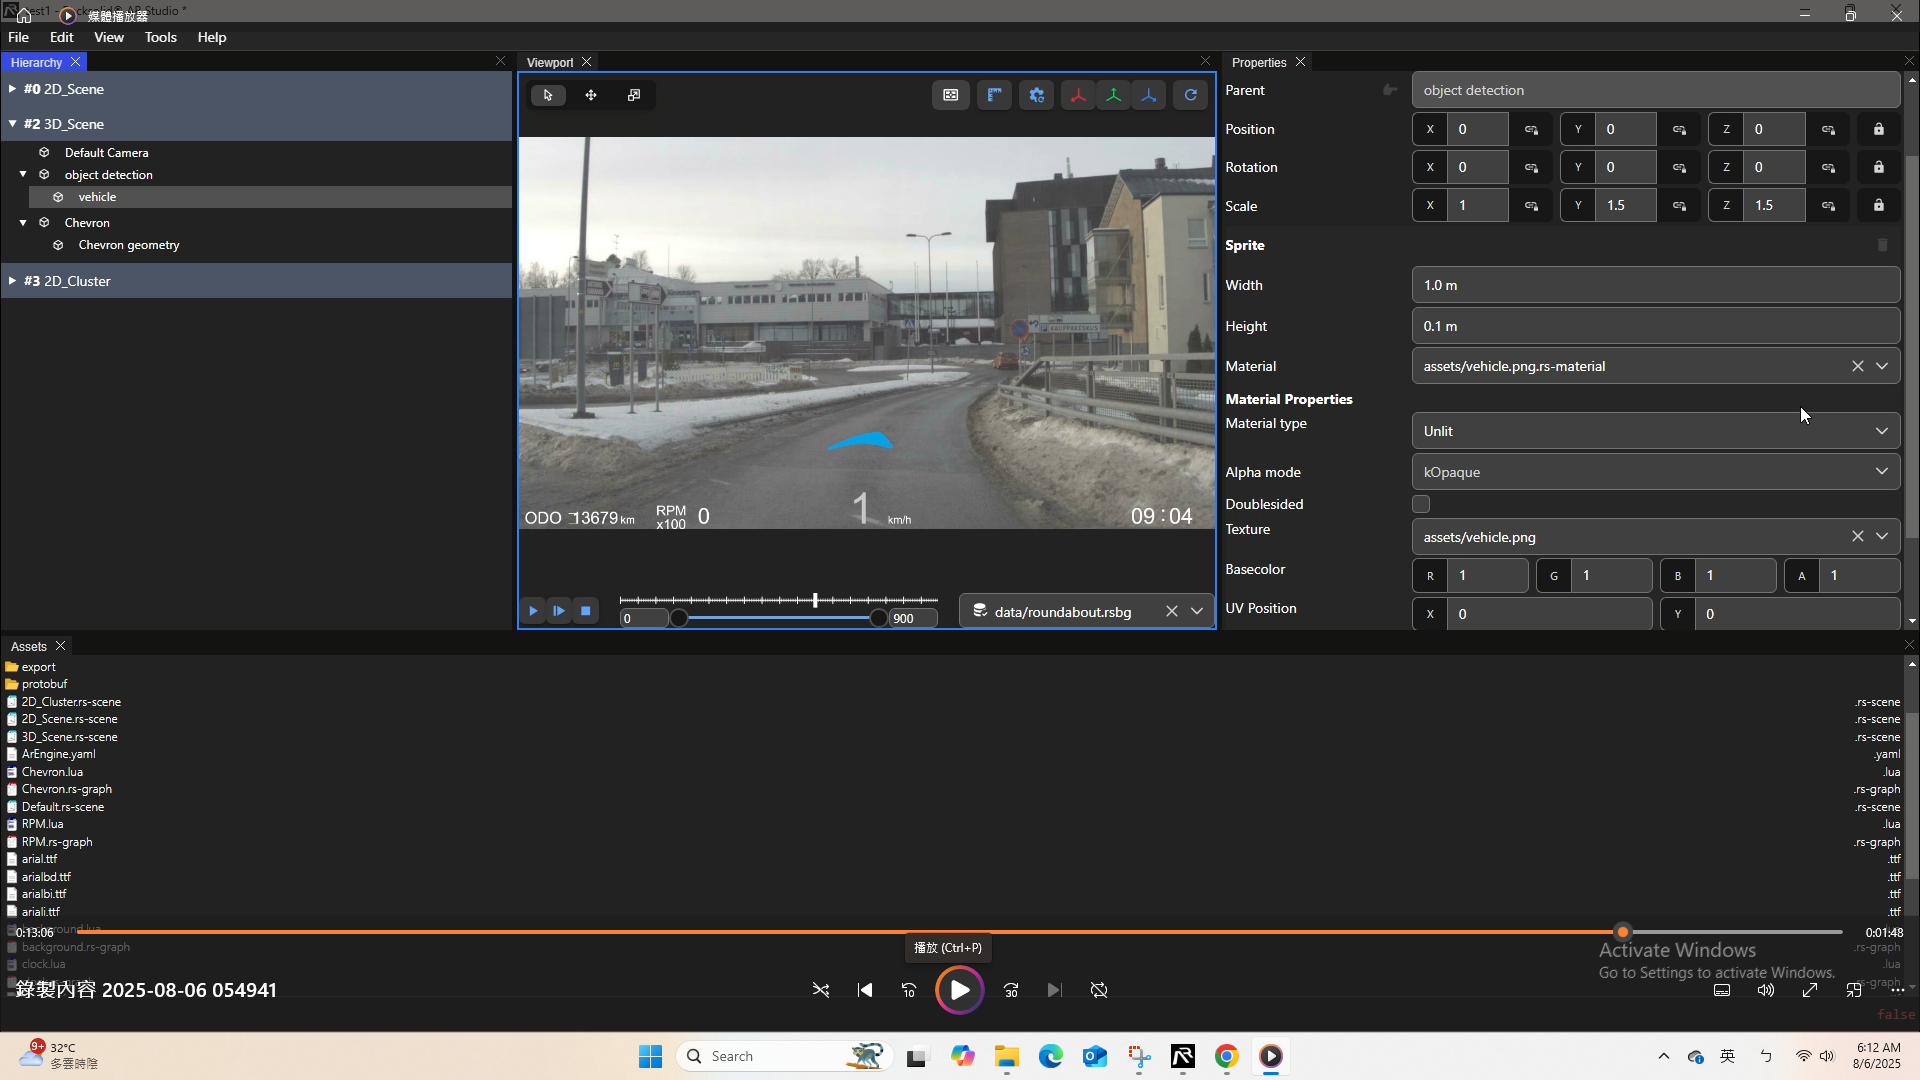 媒體播放器
File Edit View Tools Help
Hierarchy
Viewport
Properties
#0 2D_Scene
#2 3D_Scene
Default Camera
object detection
vehicle
Chevron
Chevron geometry
#3 2D_Cluster
KAUPPAKESKUS
ODO 13679 km
RPM x100 0
1 km/h
09:04
0
900
data/roundabout.rsbg
Parent object detection
Position X 0 Y 0 Z 0
Rotation X 0 Y 0 Z 0
Scale X 1 Y 1.5 Z 1.5
Sprite
Width 1.0 m
Height 0.1 m
Material assets/vehicle.png.rs-material
Material Properties
Material type Unlit
Alpha mode kOpaque
Doublesided
Texture assets/vehicle.png
Basecolor R 1 G 1 B 1 A 1
UV Position X 0 Y 0
Assets
export
protobuf
2D_Cluster.rs-scene .rs-scene
2D_Scene.rs-scene .rs-scene
3D_Scene.rs-scene .rs-scene
ArEngine.yaml .yaml
Chevron.lua .lua
Chevron.rs-graph .rs-graph
Default.rs-scene .rs-scene
RPM.lua .lua
RPM.rs-graph .rs-graph
arial.ttf .ttf
arialbd.ttf .ttf
arialbi.ttf .ttf
ariali.ttf .ttf
0:13:06
0:01:48
background.rs-graph .rs-graph
clock.lua .lua
播放 (Ctrl+P)
Activate Windows
Go to Settings to activate Windows.
錄製內容 2025-08-06 054941
10
30
false
9+
32°C
多雲時陰
Search
英
ㄅ
6:12 AM
8/6/2025